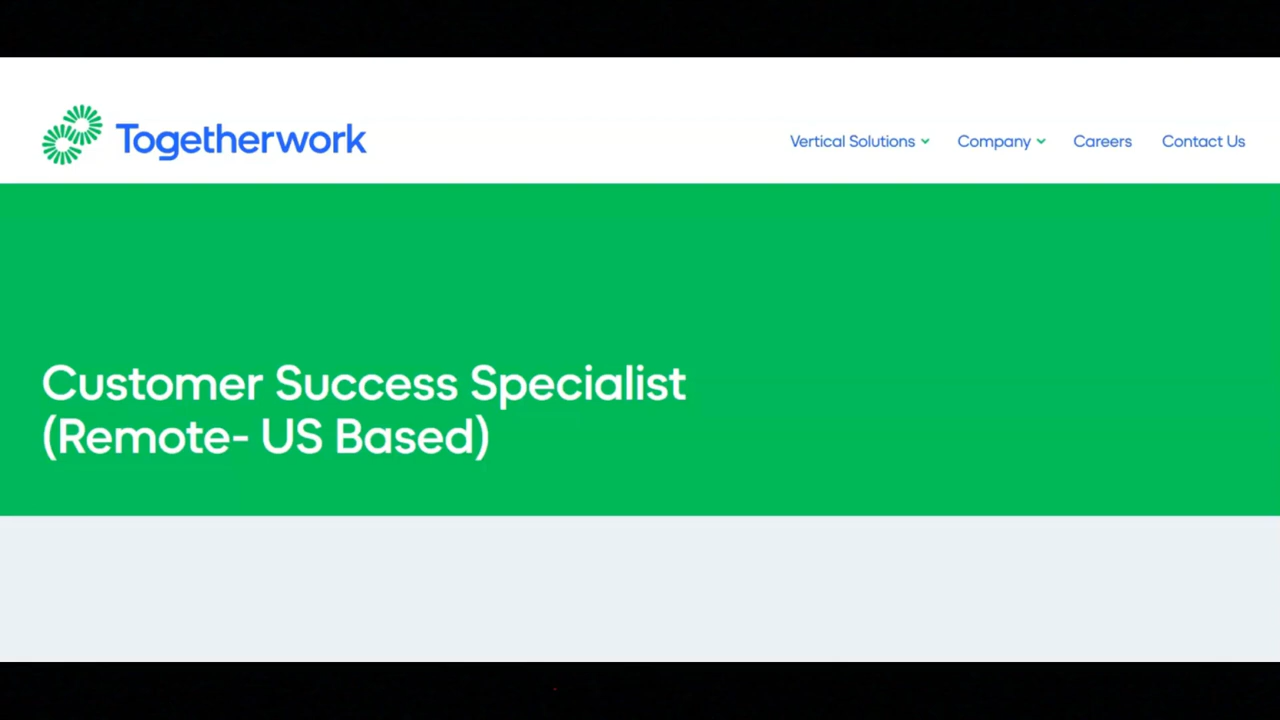 Togetherwork
Vertical Solutions
Company
Careers
Contact Us
Customer Success Specialist
(Remote- US Based)